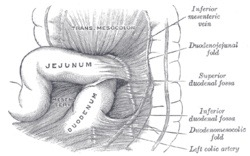 Inferior
mesenteric
vein
TRANS. MESOCOLON
Duodenojejunal
fold
JEJUNUM
Superior
duodenal fossa
DUODENUM
Inferior
duodenal fossa
Duodenomesocolic
fold
Left colic artery